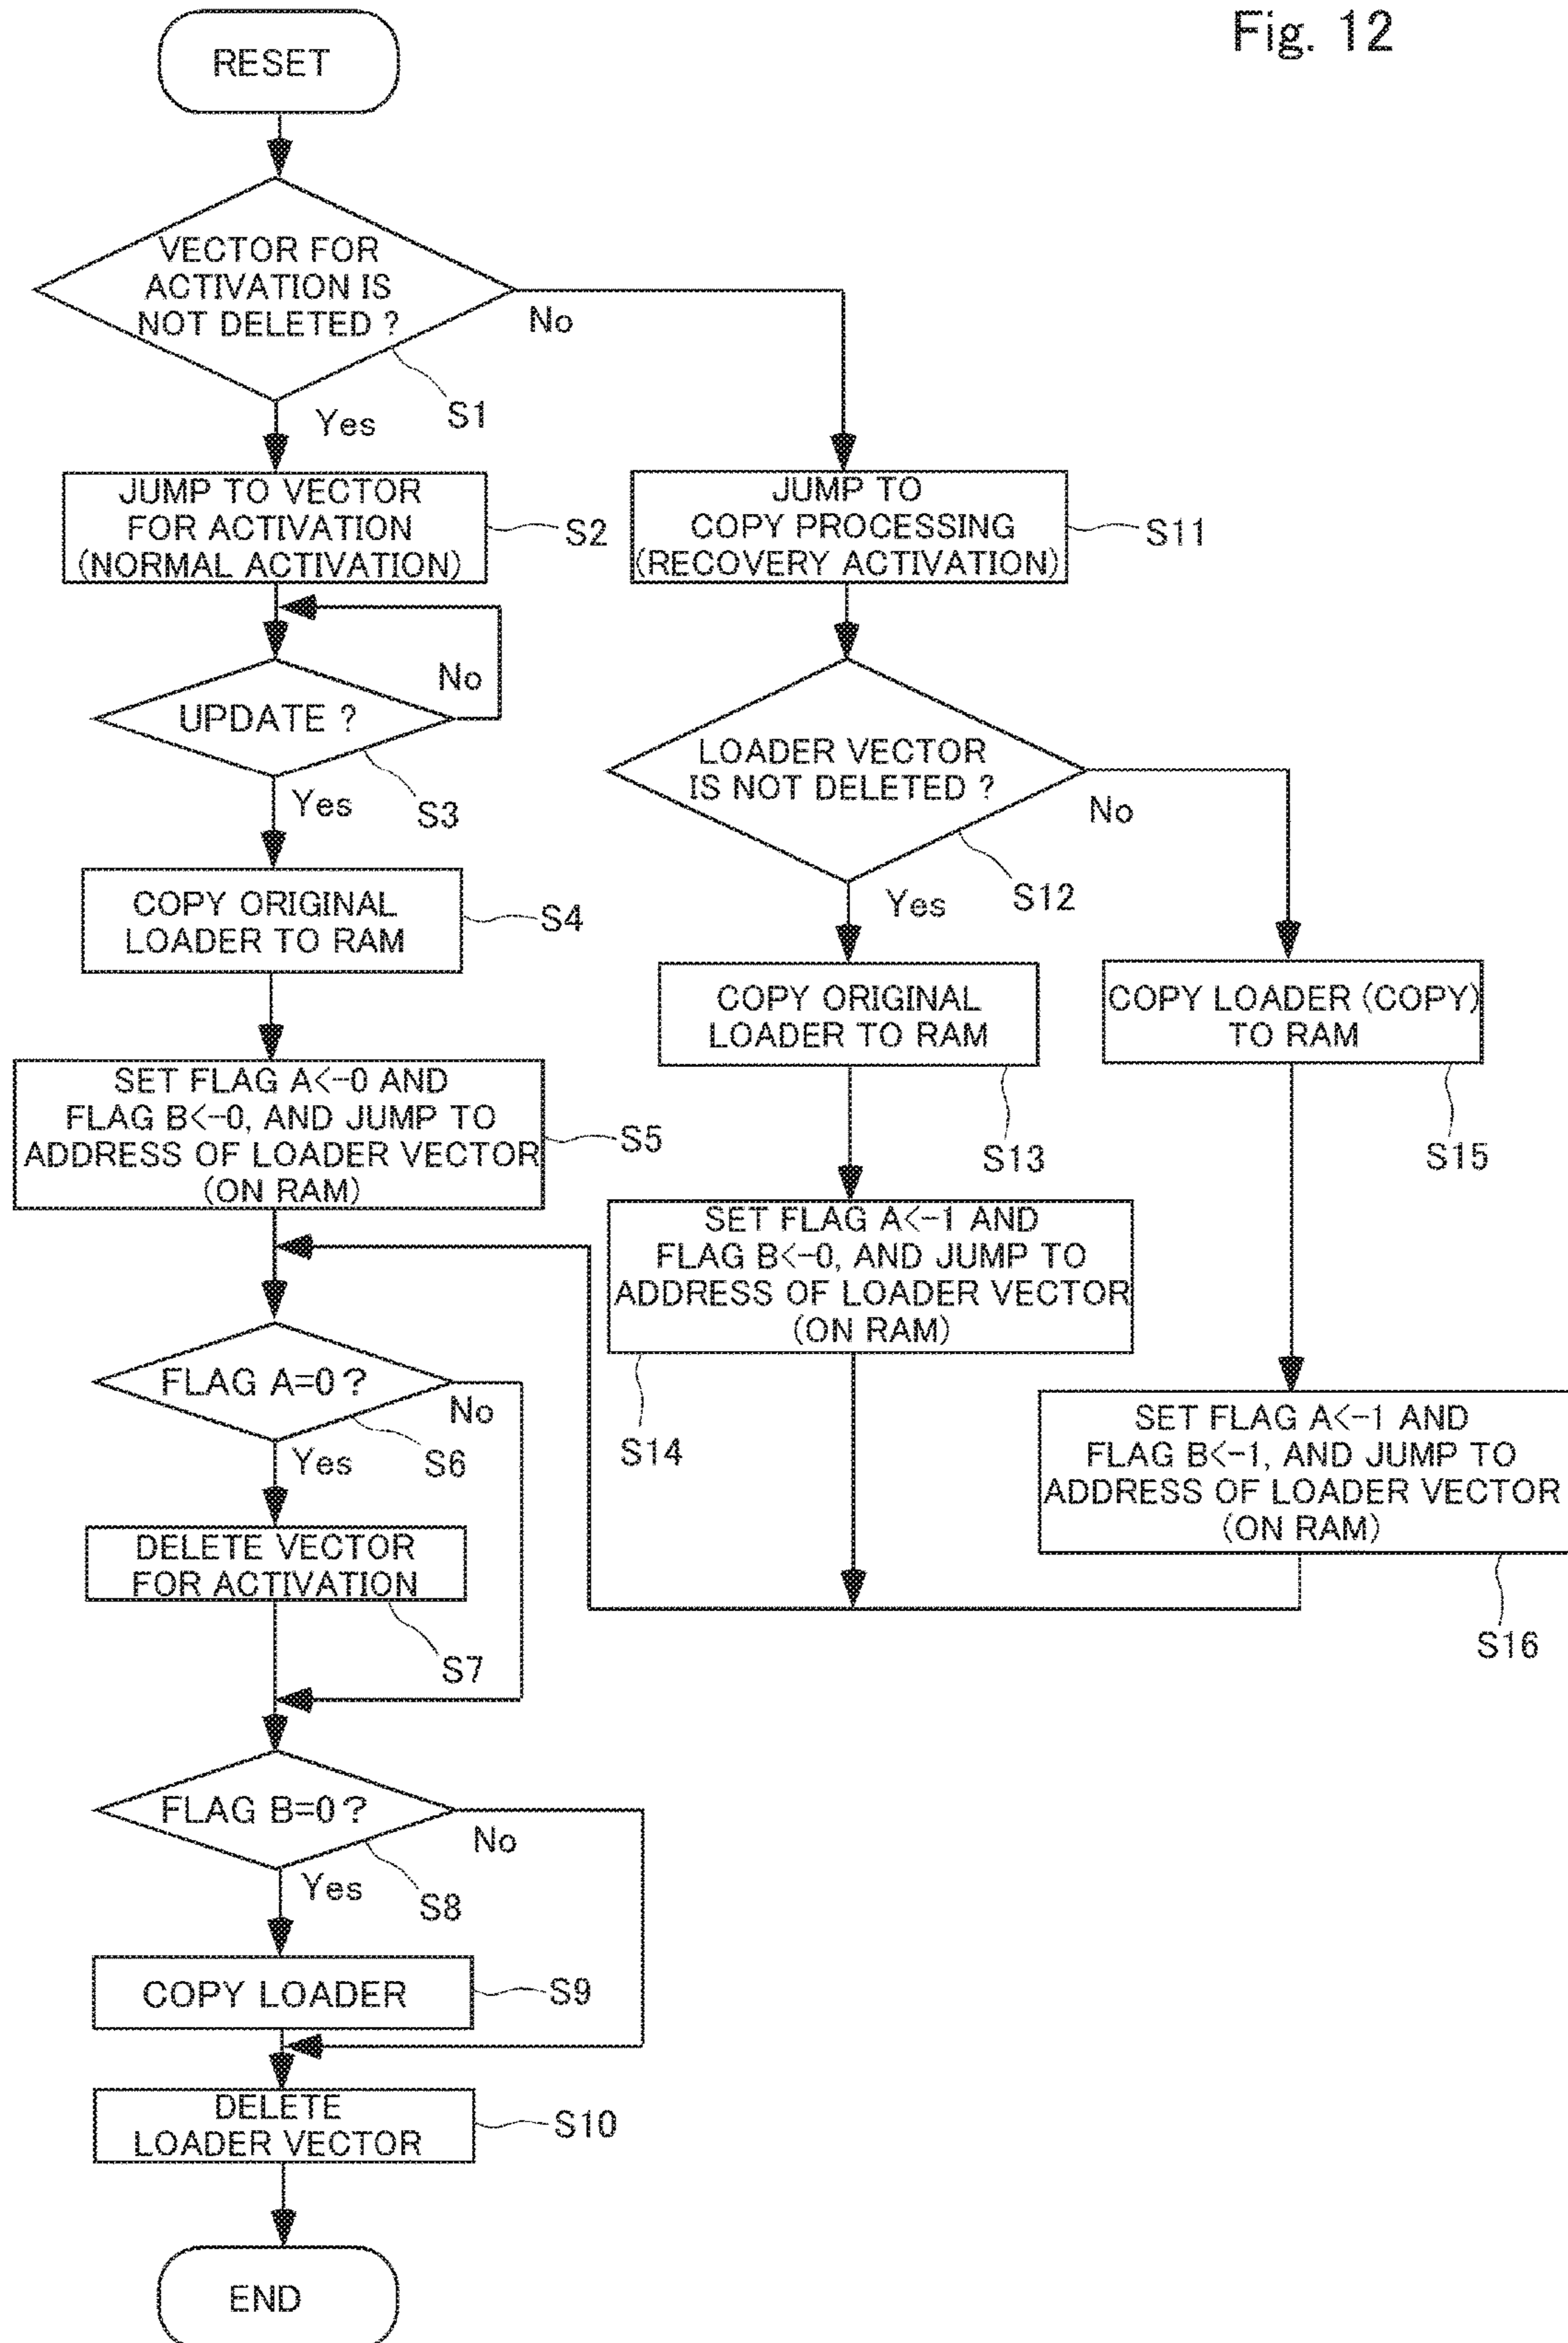 Fig. 12
RESET
VECTOR FOR
ACTIVATION IS
NOT DELETED ?
No
S1
Yes
JUMP TO VECTOR
FOR ACTIVATION
(NORMAL ACTIVATION)
S2
JUMP TO
COPY PROCESSING
(RECOVERY ACTIVATION)
S11
No
UPDATE ?
S3
Yes
LOADER VECTOR
IS NOT DELETED ?
No
S12
Yes
COPY ORIGINAL
LOADER TO RAM
S4
COPY ORIGINAL
LOADER TO RAM
S13
COPY LOADER (COPY)
TO RAM
S15
SET FLAG A<--0 AND
FLAG B<--0, AND JUMP TO
ADDRESS OF LOADER VECTOR
(ON RAM)
S5
SET FLAG A<-1 AND
FLAG B<-0, AND JUMP TO
ADDRESS OF LOADER VECTOR
(ON RAM)
S14
FLAG A=0 ?
No
S6
Yes
SET FLAG A<-1 AND
FLAG B<-1, AND JUMP TO
ADDRESS OF LOADER VECTOR
(ON RAM)
S16
DELETE VECTOR
FOR ACTIVATION
S7
FLAG B=0 ?
No
S8
Yes
COPY LOADER
S9
DELETE
LOADER VECTOR
S10
END